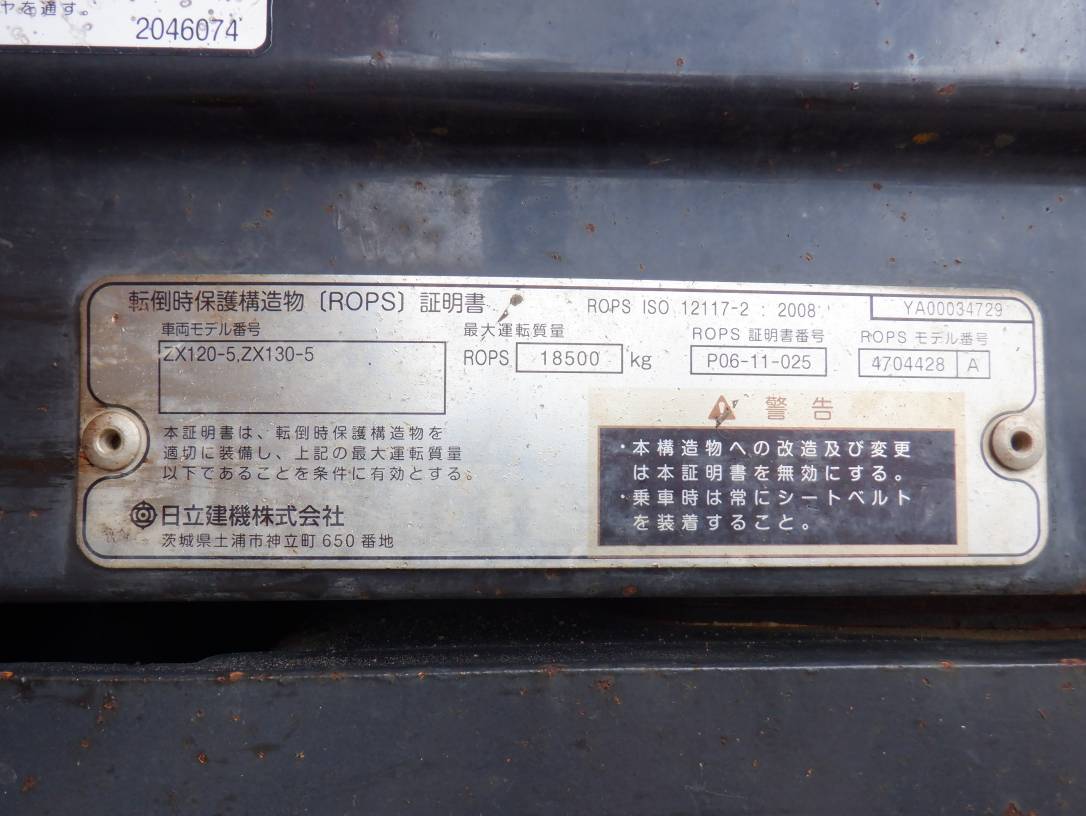 ヤを通す。
2046074
転倒時保護構造物〔ROPS〕証明書 ROPS ISO 12117-2 : 2008 YA00034729
車両モデル番号 最大運転質量 ROPS 証明書番号 ROPS モデル番号
ZX120-5,ZX130-5 ROPS 18500 kg P06-11-025 4704428 A
警告
本証明書は、転倒時保護構造物を
適切に装備し、上記の最大運転質量
以下であることを条件に有効とする。
・本構造物への改造及び変更
は本証明書を無効にする。
・乗車時は常にシートベルト
を装着すること。
日立建機株式会社
茨城県土浦市神立町 650 番地